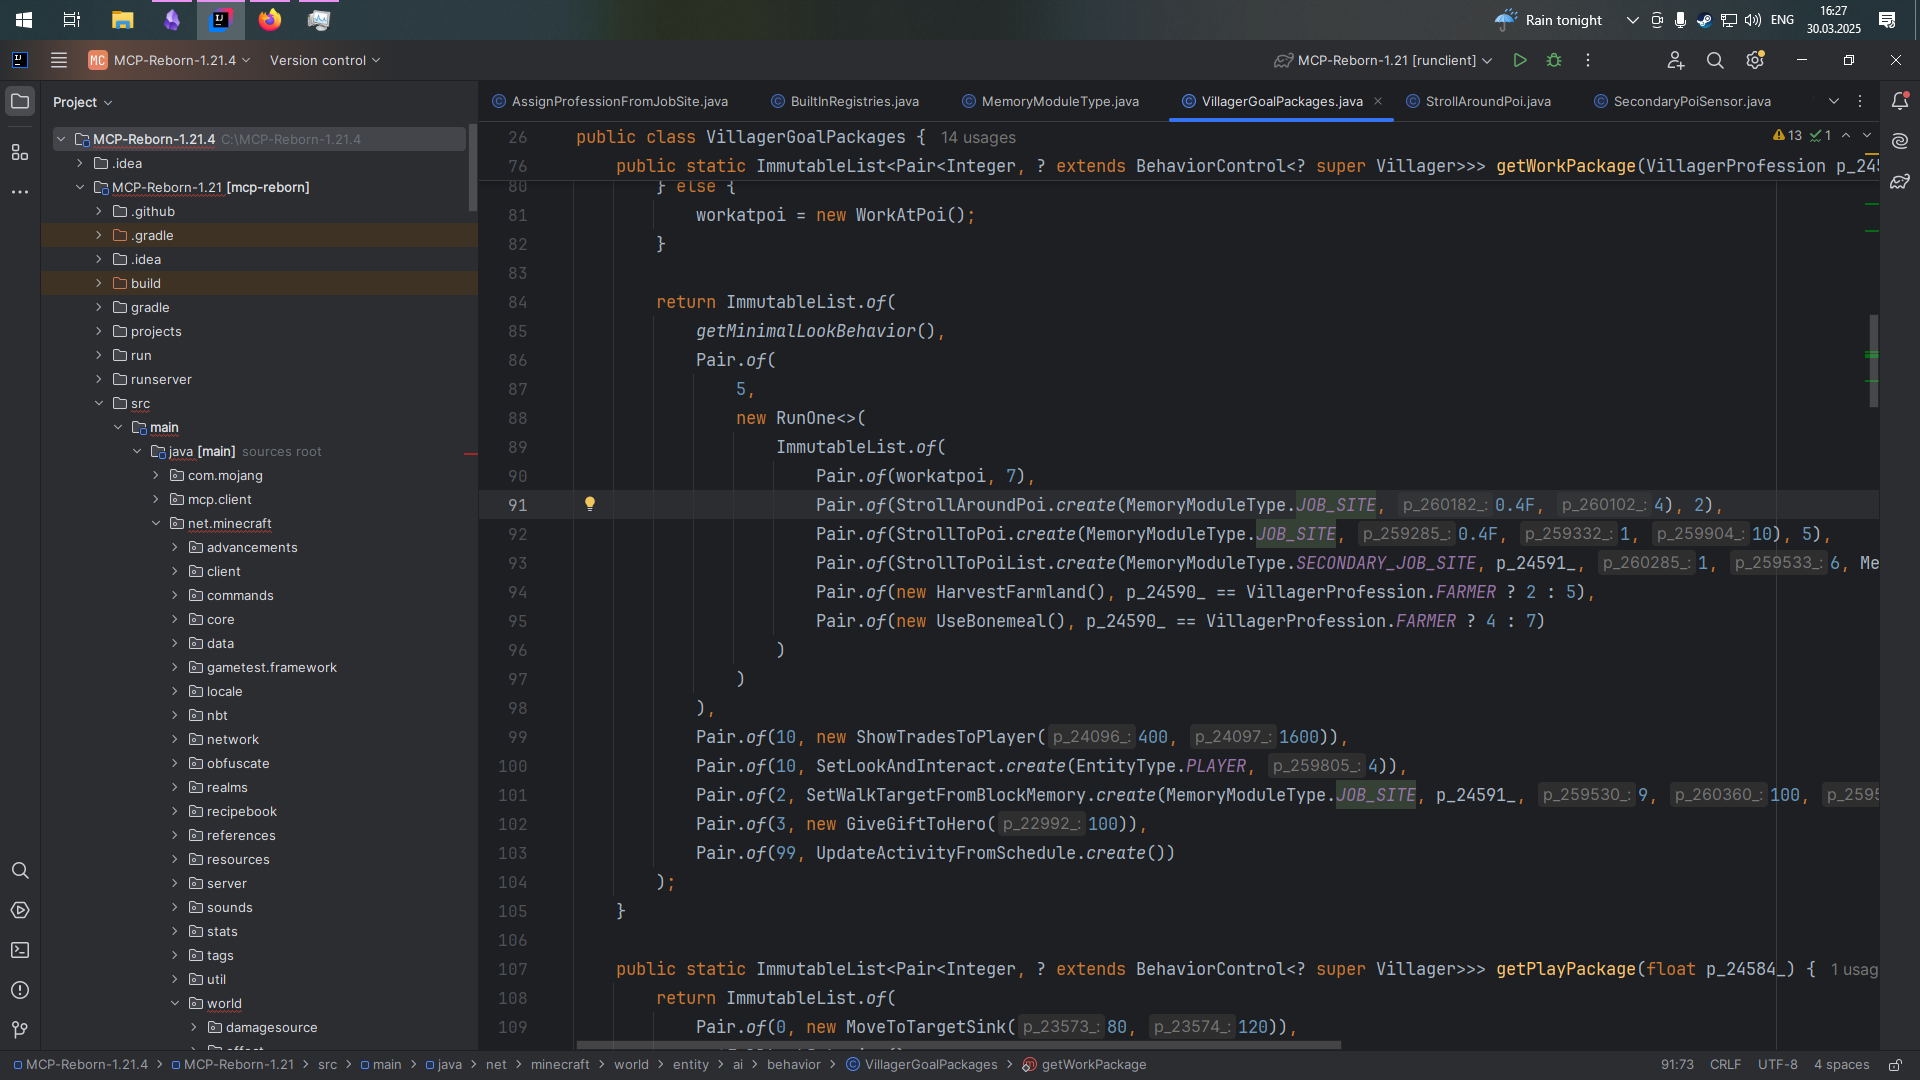 Rain tonight
ENG
16:27
30.03.2025
MC MCP-Reborn-1.21.4
Version control
MCP-Reborn-1.21 [runclient]
Project
AssignProfessionFromJobSite.java
BuiltInRegistries.java
MemoryModuleType.java
VillagerGoalPackages.java
StrollAroundPoi.java
SecondaryPoiSensor.java
MCP-Reborn-1.21.4 C:\MCP-Reborn-1.21.4
.idea
MCP-Reborn-1.21 [mcp-reborn]
.github
.gradle
.idea
build
gradle
projects
run
runserver
src
main
java [main] sources root
com.mojang
mcp.client
net.minecraft
advancements
client
commands
core
data
gametest.framework
locale
nbt
network
obfuscate
realms
recipebook
references
resources
server
sounds
stats
tags
util
world
damagesource
13 1
26 public class VillagerGoalPackages { 14 usages
76 public static ImmutableList<Pair<Integer, ? extends BehaviorControl<? super Villager>>> getWorkPackage(VillagerProfession p_245
80 } else {
81 workatpoi = new WorkAtPoi();
82 }
83
84 return ImmutableList.of(
85 getMinimalLookBehavior(),
86 Pair.of(
87 5,
88 new RunOne<>(
89 ImmutableList.of(
90 Pair.of(workatpoi, 7),
91 Pair.of(StrollAroundPoi.create(MemoryModuleType.JOB_SITE, p_260182_: 0.4F, p_260102_: 4), 2),
92 Pair.of(StrollToPoi.create(MemoryModuleType.JOB_SITE, p_259285_: 0.4F, p_259332_: 1, p_259904_: 10), 5),
93 Pair.of(StrollToPoiList.create(MemoryModuleType.SECONDARY_JOB_SITE, p_24591_, p_260285_: 1, p_259533_: 6, Me
94 Pair.of(new HarvestFarmland(), p_24590_ == VillagerProfession.FARMER ? 2 : 5),
95 Pair.of(new UseBonemeal(), p_24590_ == VillagerProfession.FARMER ? 4 : 7)
96 )
97 )
98 ),
99 Pair.of(10, new ShowTradesToPlayer( p_24096_: 400, p_24097_: 1600)),
100 Pair.of(10, SetLookAndInteract.create(EntityType.PLAYER, p_259805_: 4)),
101 Pair.of(2, SetWalkTargetFromBlockMemory.create(MemoryModuleType.JOB_SITE, p_24591_, p_259530_: 9, p_260360_: 100, p_259
102 Pair.of(3, new GiveGiftToHero( p_22992_: 100)),
103 Pair.of(99, UpdateActivityFromSchedule.create())
104 );
105 }
106
107 public static ImmutableList<Pair<Integer, ? extends BehaviorControl<? super Villager>>> getPlayPackage(float p_24584_) { 1 usag
108 return ImmutableList.of(
109 Pair.of(0, new MoveToTargetSink( p_23573_: 80, p_23574_: 120)),
MCP-Reborn-1.21.4 > MCP-Reborn-1.21 > src > main > java > net > minecraft > world > entity > ai > behavior > VillagerGoalPackages > getWorkPackage
91:73 CRLF UTF-8 4 spaces